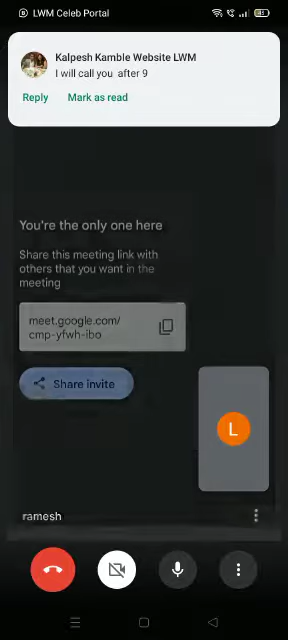 LWM Celeb Portal
Kalpesh Kamble Website LWM
I will call you after 9
Reply Mark as read
You're the only one here
Share this meeting link with
others that you want in the
meeting
meet.google.com/
cmp-yfwh-ibo
Share invite
L
ramesh